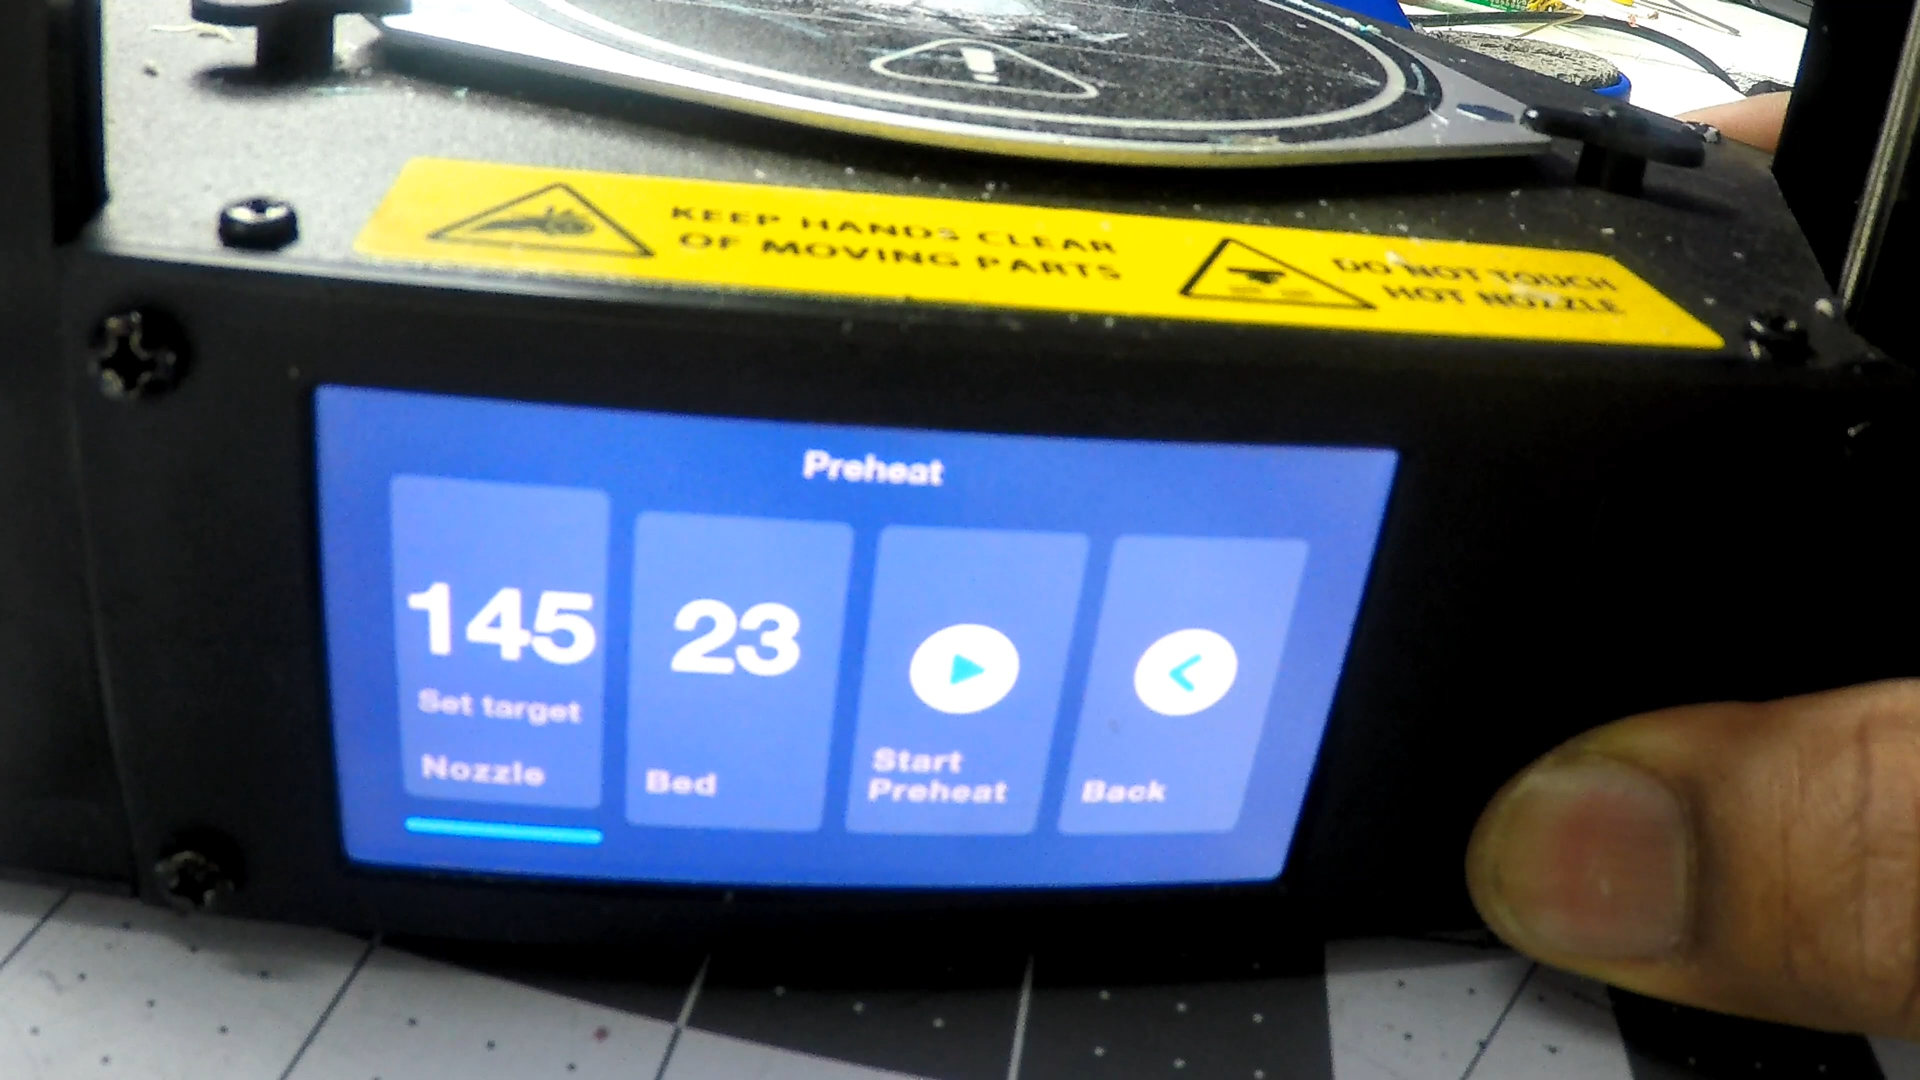 KEEP HANDS CLEAR
OF MOVING PARTS
DO NOT TOUCH
HOT NOZZLE
Preheat
145
Set target
Nozzle
23
Bed
Start
Preheat
Back